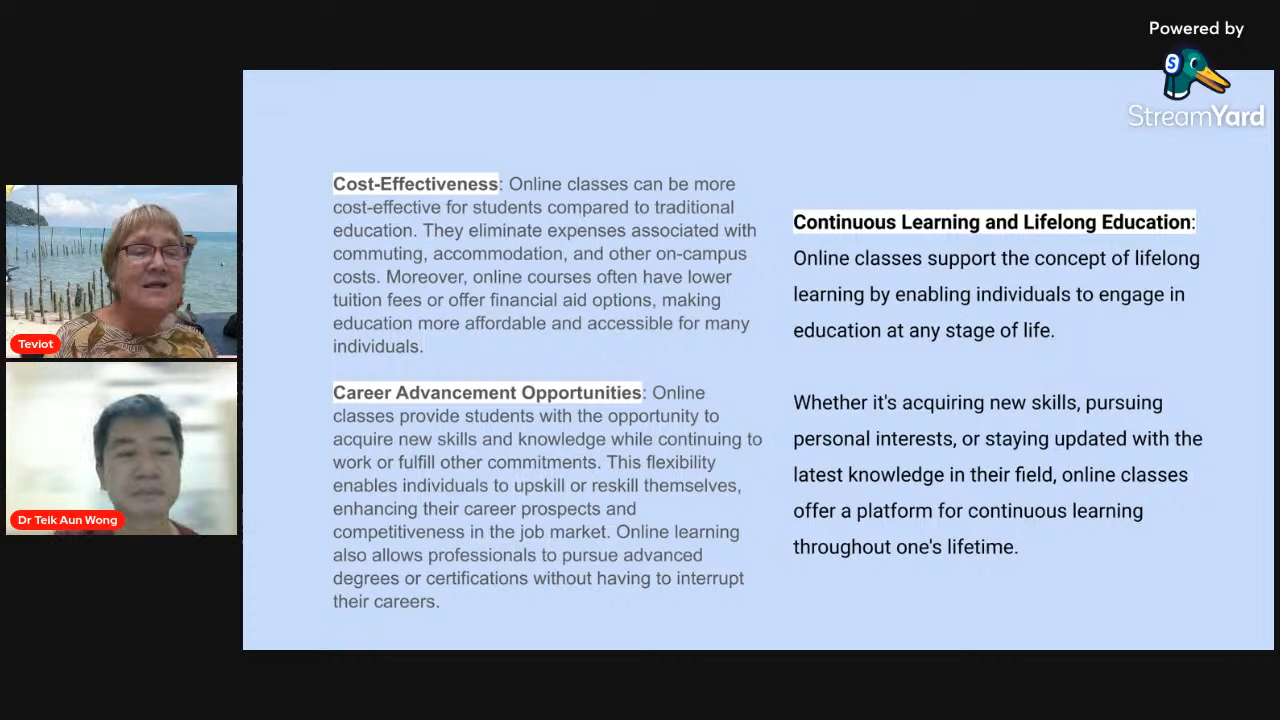 Powered by
S
StreamYard
Cost-Effectiveness: Online classes can be more
cost-effective for students compared to traditional
education. They eliminate expenses associated with
commuting, accommodation, and other on-campus
costs. Moreover, online courses often have lower
tuition fees or offer financial aid options, making
education more affordable and accessible for many
individuals.
Career Advancement Opportunities: Online
classes provide students with the opportunity to
acquire new skills and knowledge while continuing to
work or fulfill other commitments. This flexibility
enables individuals to upskill or reskill themselves,
enhancing their career prospects and
competitiveness in the job market. Online learning
also allows professionals to pursue advanced
degrees or certifications without having to interrupt
their careers.
Continuous Learning and Lifelong Education:
Online classes support the concept of lifelong
learning by enabling individuals to engage in
education at any stage of life.
Whether it's acquiring new skills, pursuing
personal interests, or staying updated with the
latest knowledge in their field, online classes
offer a platform for continuous learning
throughout one's lifetime.
Teviot
Dr Teik Aun Wong